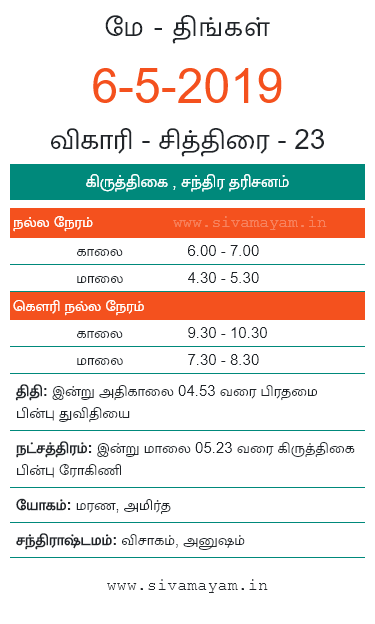 மே - திங்கள்
6-5-2019
விகாரி - சித்திரை - 23
கிருத்திகை , சந்திர தரிசனம்
நல்ல நேரம் www.sivamayam.in
காலை 6.00 - 7.00
மாலை 4.30 - 5.30
கௌரி நல்ல நேரம்
காலை 9.30 - 10.30
மாலை 7.30 - 8.30
திதி: இன்று அதிகாலை 04.53 வரை பிரதமை
பின்பு துவிதியை
நட்சத்திரம்: இன்று மாலை 05.23 வரை கிருத்திகை
பின்பு ரோகிணி
யோகம்: மரண, அமிர்த
சந்திராஷ்டமம்: விசாகம், அனுஷம்
www.sivamayam.in